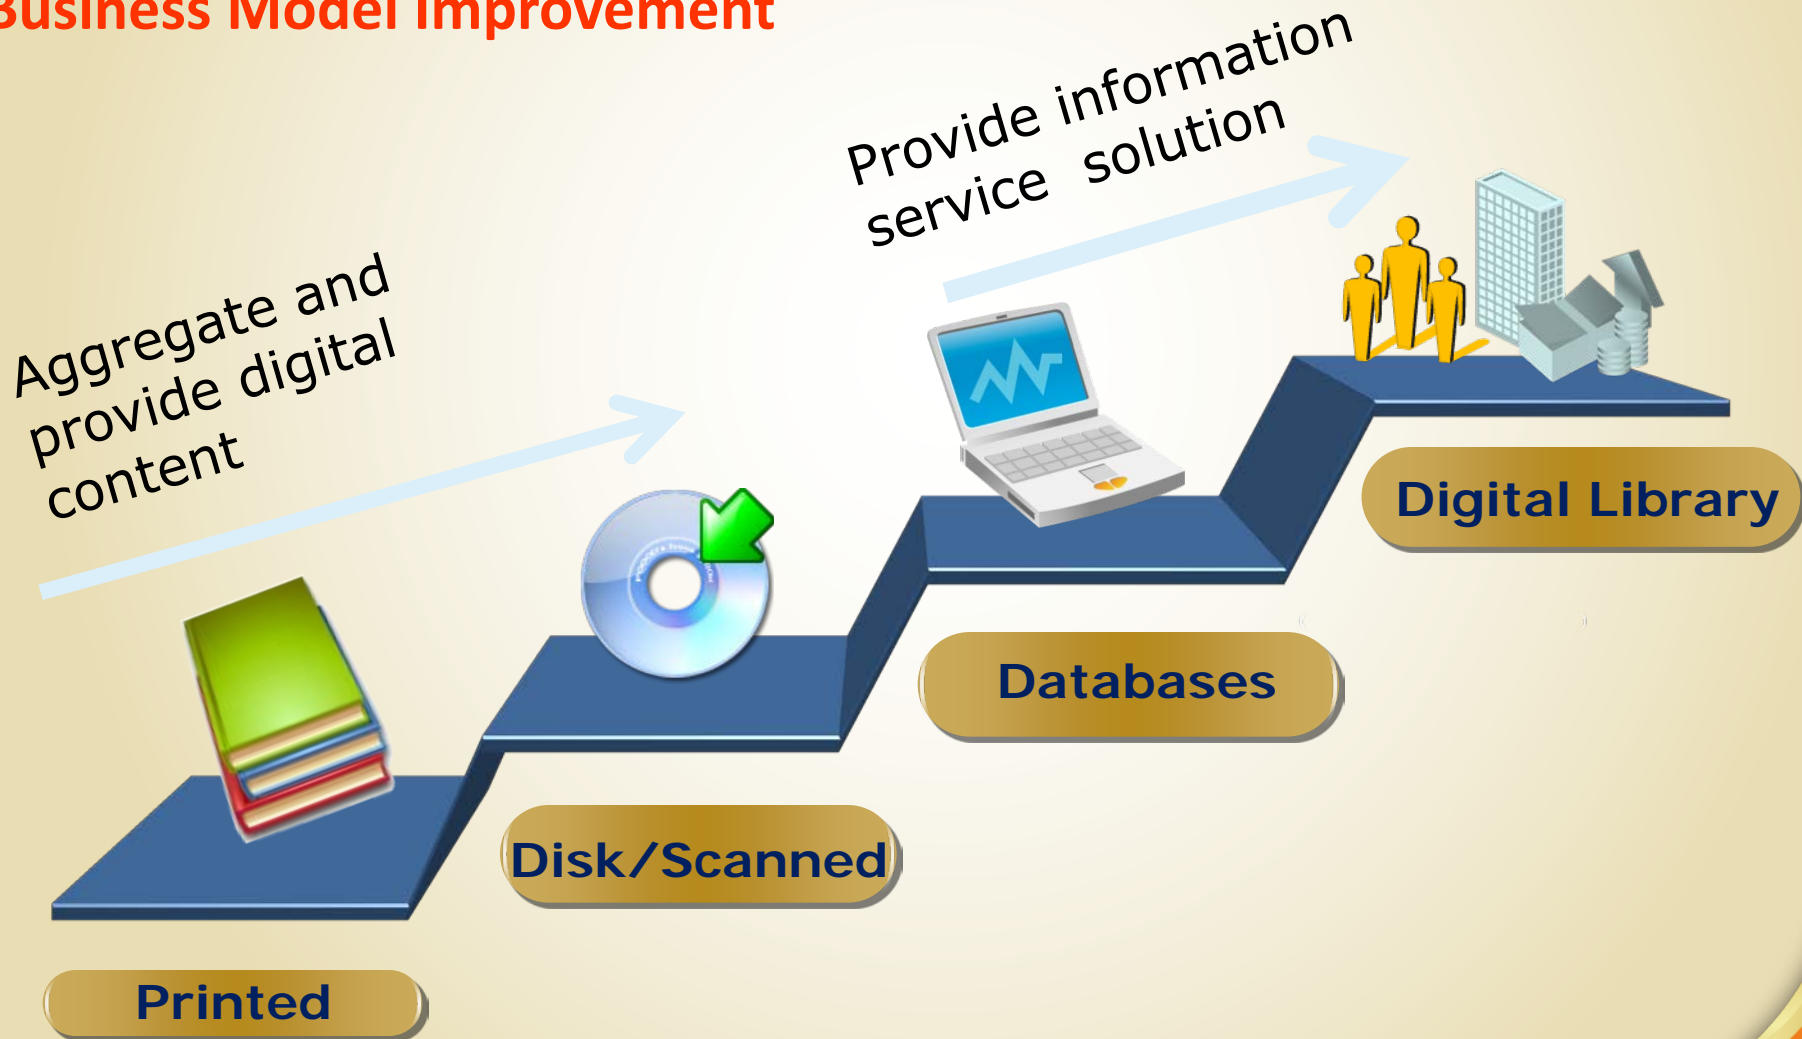 Business Model Improvement
Provide information
service solution
Aggregate and
provide digital
content
Digital Library
Databases
Disk/Scanned
Printed